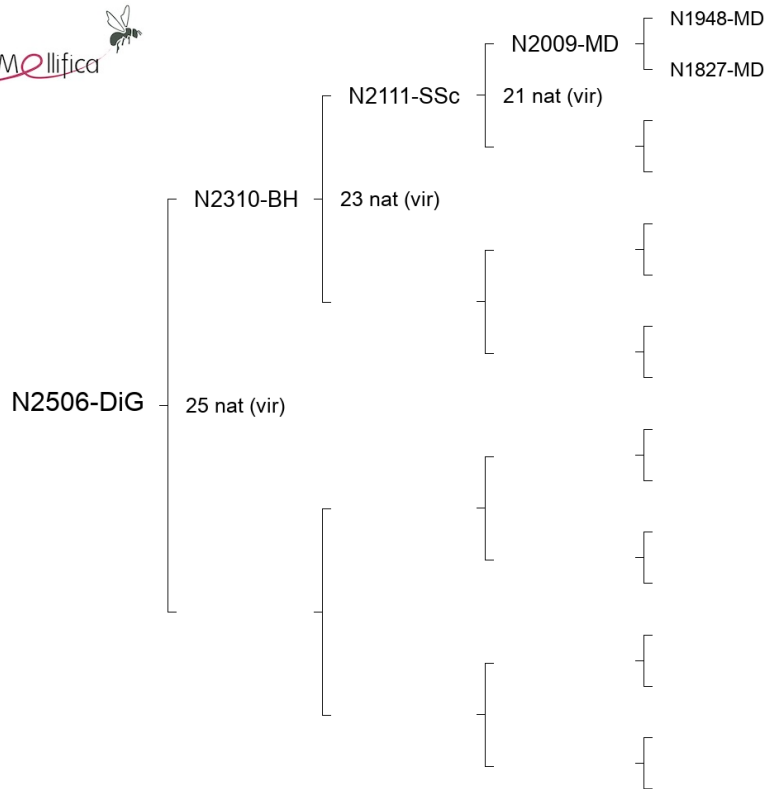 Mellifica
N1948-MD
N2009-MD
N1827-MD
N2111-SSc
21 nat (vir)
N2310-BH
23 nat (vir)
N2506-DiG
25 nat (vir)